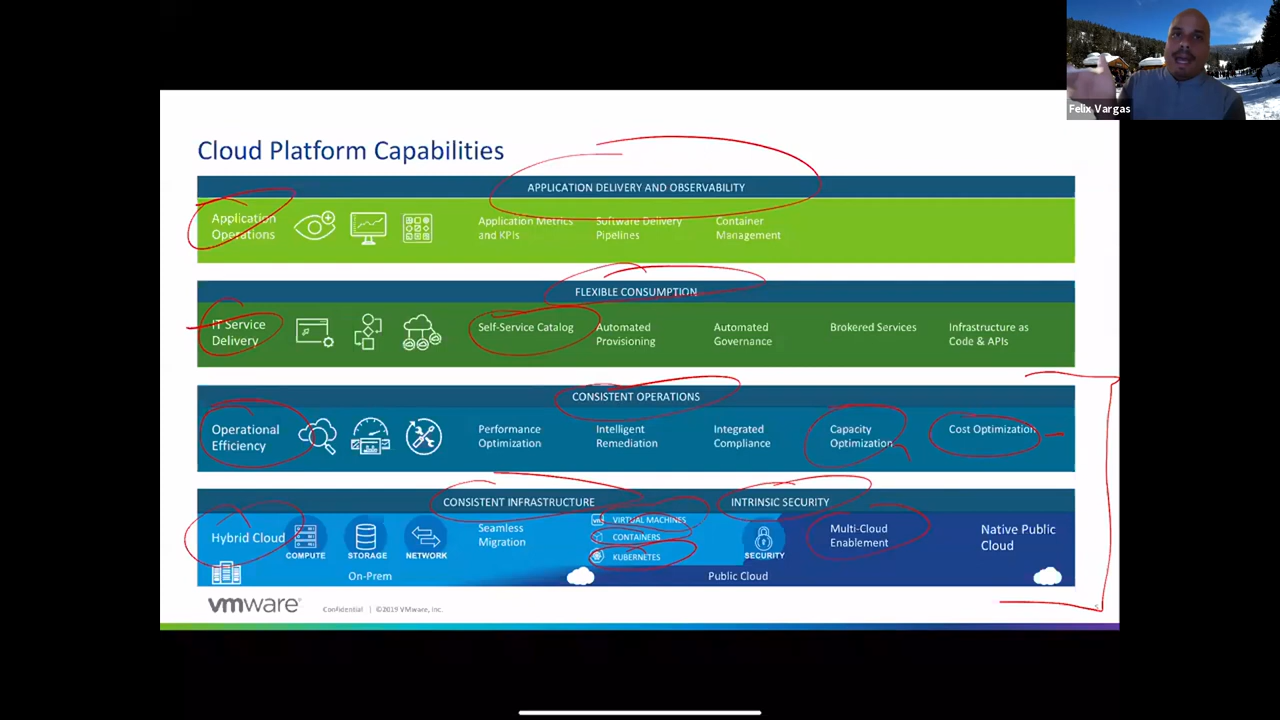 Felix Vargas
Cloud Platform Capabilities
APPLICATION DELIVERY AND OBSERVABILITY
Application
Operations
Application Metrics
and KPIs
Software Delivery
Pipelines
Container
Management
FLEXIBLE CONSUMPTION
IT Service
Delivery
Self-Service Catalog
Automated
Provisioning
Automated
Governance
Brokered Services
Infrastructure as
Code & APIs
CONSISTENT OPERATIONS
Operational
Efficiency
Performance
Optimization
Intelligent
Remediation
Integrated
Compliance
Capacity
Optimization
Cost Optimization
CONSISTENT INFRASTRUCTURE
INTRINSIC SECURITY
Hybrid Cloud
COMPUTE
STORAGE
NETWORK
Seamless
Migration
VIRTUAL MACHINES
CONTAINERS
KUBERNETES
SECURITY
Multi-Cloud
Enablement
Native Public
Cloud
On-Prem
Public Cloud
vmware®
Confidential | ©2019 VMware, Inc.